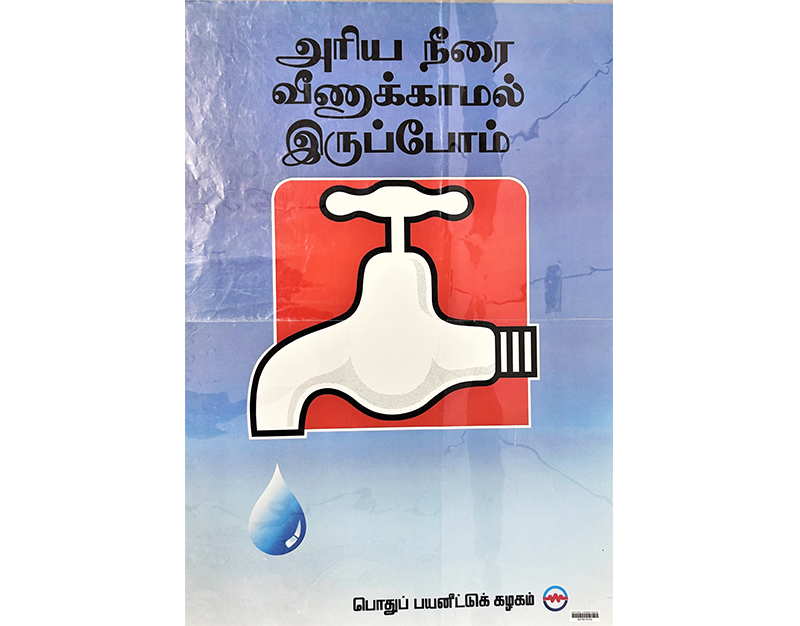 அரிய நீரை
வீணாக்காமல்
இருப்போம்
பொதுப் பயனீட்டுக் கழகம்